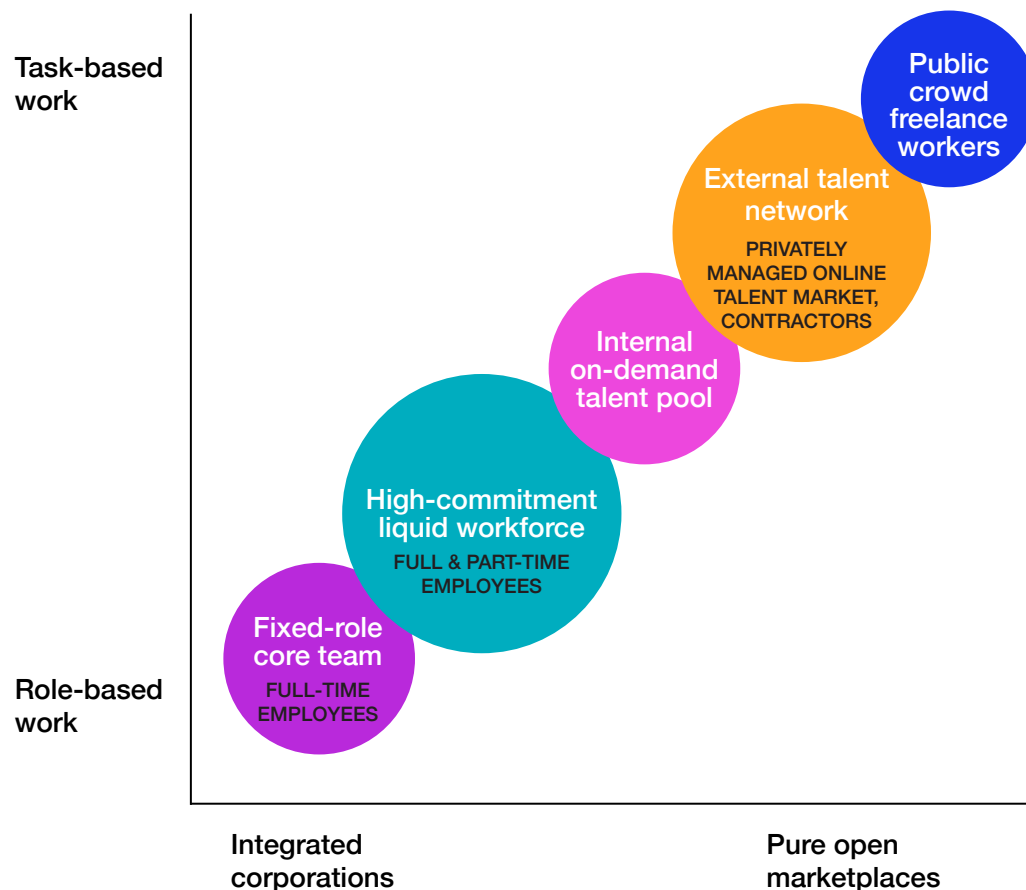 Task-based
work
Public
crowd
freelance
workers
External talent
network
PRIVATELY
MANAGED ONLINE
TALENT MARKET,
CONTRACTORS
Internal
on-demand
talent pool
High-commitment
liquid workforce
FULL & PART-TIME
EMPLOYEES
Fixed-role
core team
FULL-TIME
EMPLOYEES
Role-based
work
Integrated
corporations
Pure open
marketplaces